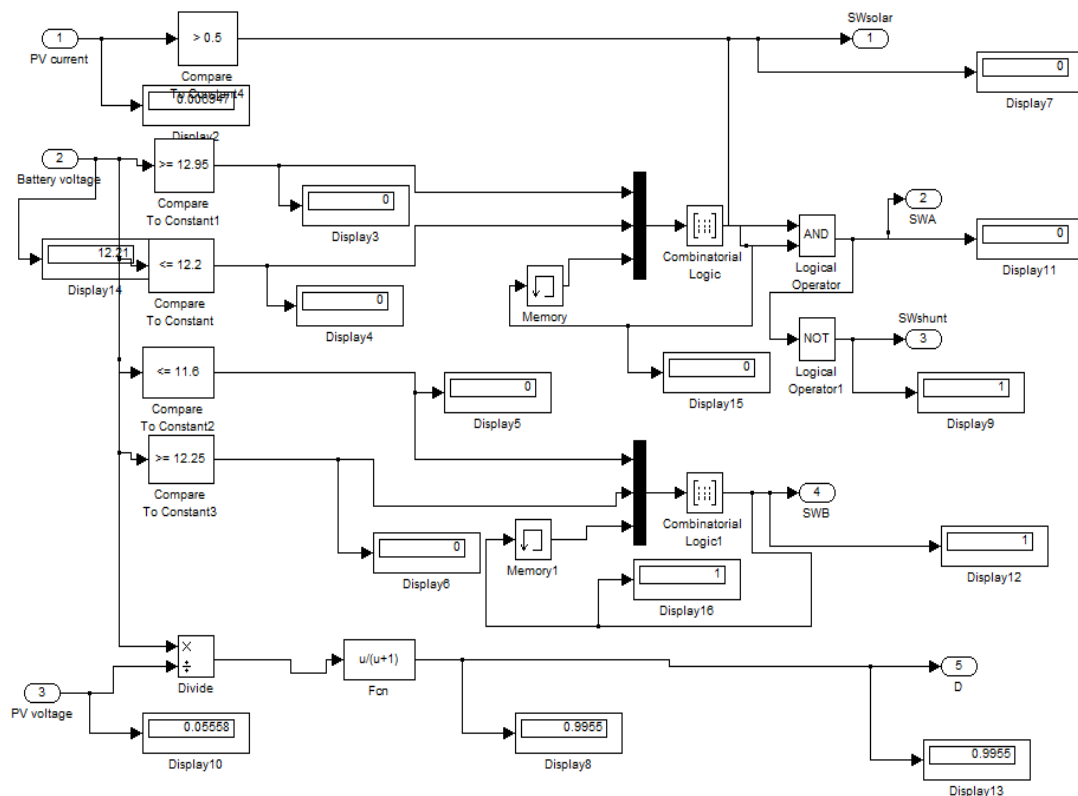 SWsolar
1
PV current
> 0.5
1
0
Compare
To Constant4
0.006947
Display2
Display7
2
Battery voltage
>= 12.95
Compare
To Constant1
0
Display3
2
SWA
AND
Logical
Operator
0
Display11
12.21
Display14
<= 12.2
Compare
To Constant
0
Display4
Memory
Combinatorial
Logic
SWshunt
3
NOT
Logical
Operator1
0
Display15
1
Display9
<= 11.6
Compare
To Constant2
0
Display5
>= 12.25
Compare
To Constant3
0
Display6
Memory1
Combinatorial
Logic1
4
SWB
1
Display16
1
Display12
×
÷
Divide
u/(u+1)
Fcn
5
D
3
PV voltage
0.05558
Display10
0.9955
Display8
0.9955
Display13